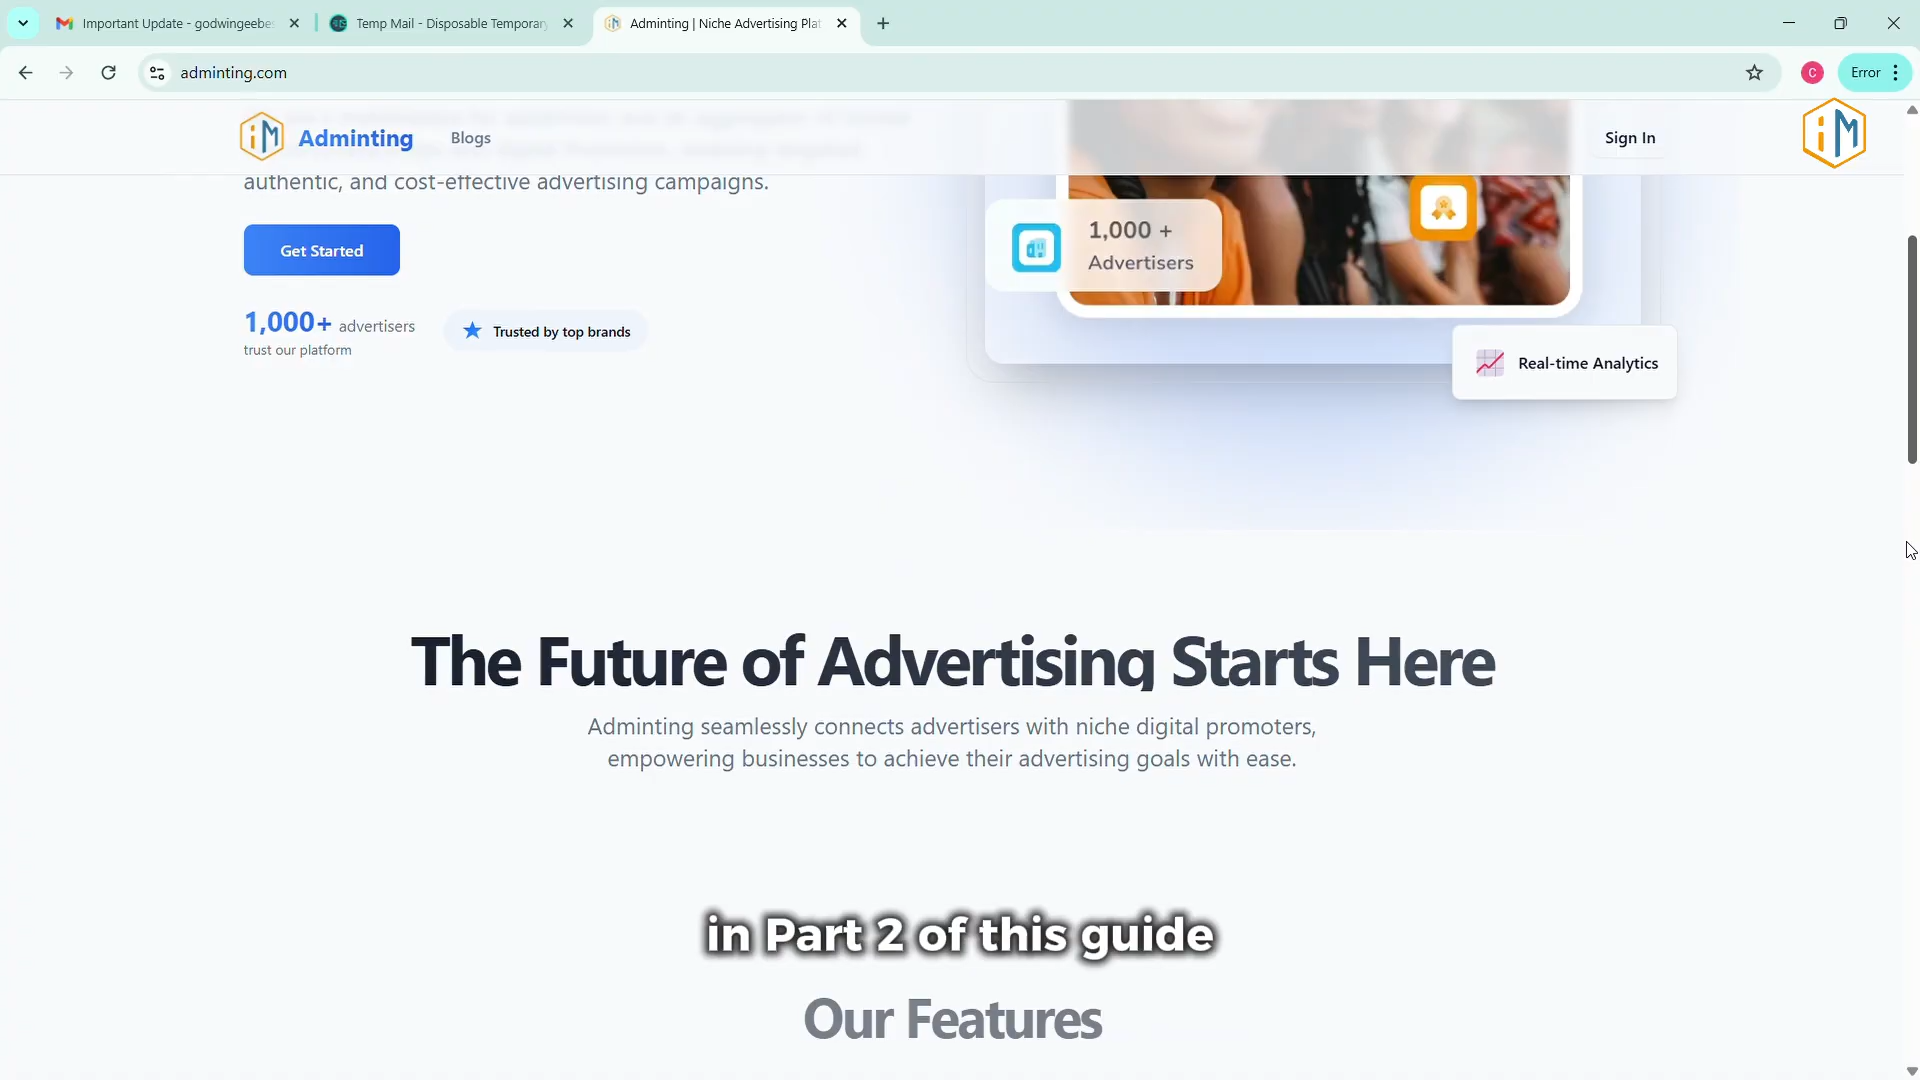 Important Update - godwingeebe
Temp Mail - Disposable Temporar
Adminting | Niche Advertising Plat
adminting.com
C
Error
Adminting
Blogs
Sign In
iM
authentic, and cost-effective advertising campaigns.
Get Started
1,000+ advertisers
trust our platform
Trusted by top brands
1,000 +
Advertisers
Real-time Analytics
The Future of Advertising Starts Here
Adminting seamlessly connects advertisers with niche digital promoters,
empowering businesses to achieve their advertising goals with ease.
in Part 2 of this guide
Our Features